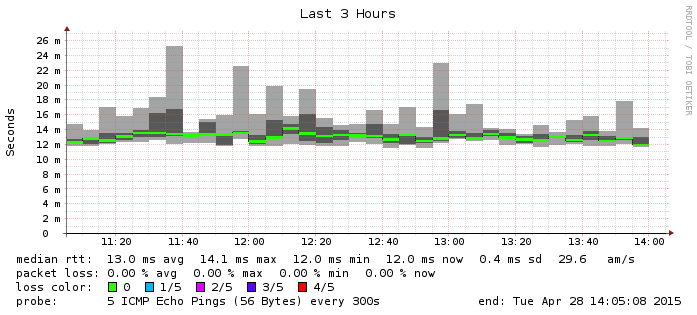 Last 3 Hours
RRDTOOL / TOBI OETIKER
Seconds
26 m
24 m
22 m
20 m
18 m
16 m
14 m
12 m
10 m
8 m
6 m
4 m
2 m
0
11:20 11:40 12:00 12:20 12:40 13:00 13:20 13:40 14:00
median rtt: 13.0 ms avg 14.1 ms max 12.0 ms min 12.0 ms now 0.4 ms sd 29.6 am/s
packet loss: 0.00 % avg 0.00 % max 0.00 % min 0.00 % now
loss color: 0 1/5 2/5 3/5 4/5
probe: 5 ICMP Echo Pings (56 Bytes) every 300s end: Tue Apr 28 14:05:08 2015